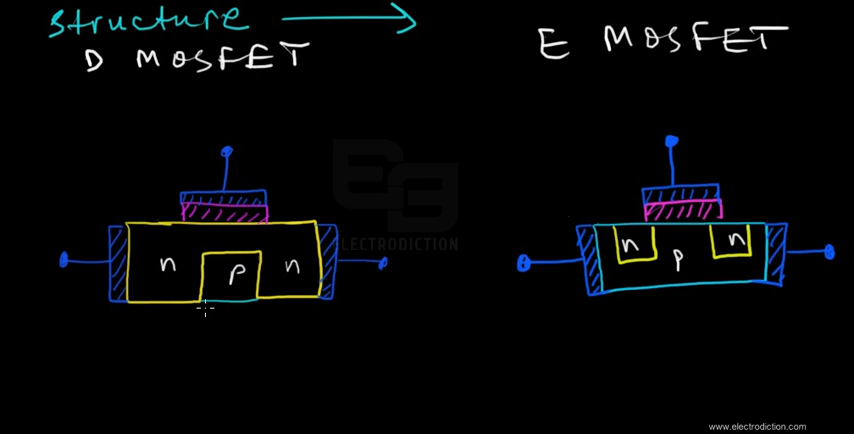 structure
D MOSFET
E MOSFET
ELECTRODICTION
n
p
n
n
p
n
www.electrodiction.com